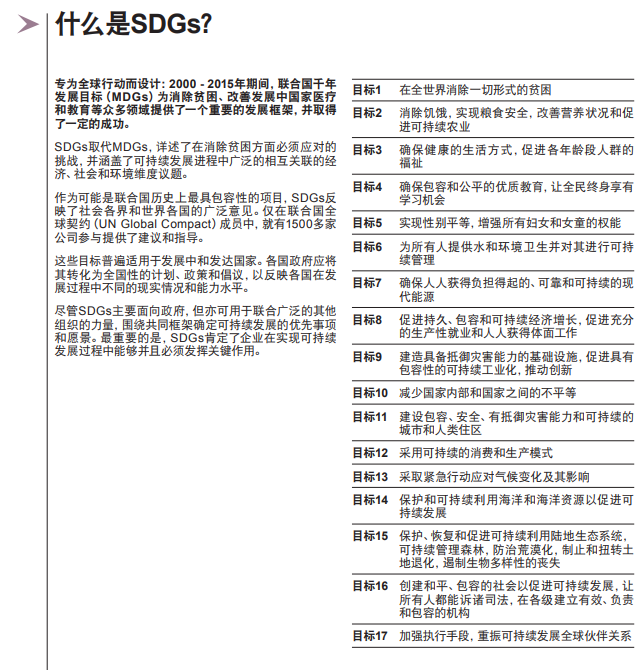 什么是SDGs?
专为全球行动而设计: 2000 - 2015年期间, 联合国千年
发展目标 (MDGs) 为消除贫困、改善发展中国家医疗
和教育等众多领域提供了一个重要的发展框架, 并取得
了一定的成功。
SDGs取代MDGs, 详述了在消除贫困方面必须应对的
挑战, 并涵盖了可持续发展进程中广泛的相互关联的经
济、社会和环境维度议题。
作为可能是联合国历史上最具包容性的项目, SDGs反
映了社会各界和世界各国的广泛意见。仅在联合国全
球契约 (UN Global Compact) 成员中, 就有1500多家
公司参与提供了建议和指导。
这些目标普遍适用于发展中和发达国家。各国政府应将
其转化为全国性的计划、政策和倡议, 以反映各国在发
展过程中不同的现实情况和能力水平。
尽管SDGs主要面向政府, 但亦可用于联合广泛的其他
组织的力量, 围绕共同框架确定可持续发展的优先事项
和愿景。最重要的是, SDGs肯定了企业在实现可持续
发展过程中能够并且必须发挥关键作用。
目标1 在全世界消除一切形式的贫困
目标2 消除饥饿, 实现粮食安全, 改善营养状况和促
进可持续农业
目标3 确保健康的生活方式, 促进各年龄段人群的
福祉
目标4 确保包容和公平的优质教育, 让全民终身享有
学习机会
目标5 实现性别平等, 增强所有妇女和女童的权能
目标6 为所有人提供水和环境卫生并对其进行可持
续管理
目标7 确保人人获得负担得起的、可靠和可持续的现
代能源
目标8 促进持久、包容和可持续经济增长, 促进充分
的生产性就业和人人获得体面工作
目标9 建造具备抵御灾害能力的基础设施, 促进具有
包容性的可持续工业化, 推动创新
目标10 减少国家内部和国家之间的不平等
目标11 建设包容、安全、有抵御灾害能力和可持续的
城市和人类住区
目标12 采用可持续的消费和生产模式
目标13 采取紧急行动应对气候变化及其影响
目标14 保护和可持续利用海洋和海洋资源以促进可
持续发展
目标15 保护、恢复和促进可持续利用陆地生态系统,
可持续管理森林, 防治荒漠化, 制止和扭转土
地退化, 遏制生物多样性的丧失
目标16 创建和平、包容的社会以促进可持续发展, 让
所有人都能诉诸司法, 在各级建立有效、负责
和包容的机构
目标17 加强执行手段, 重振可持续发展全球伙伴关系